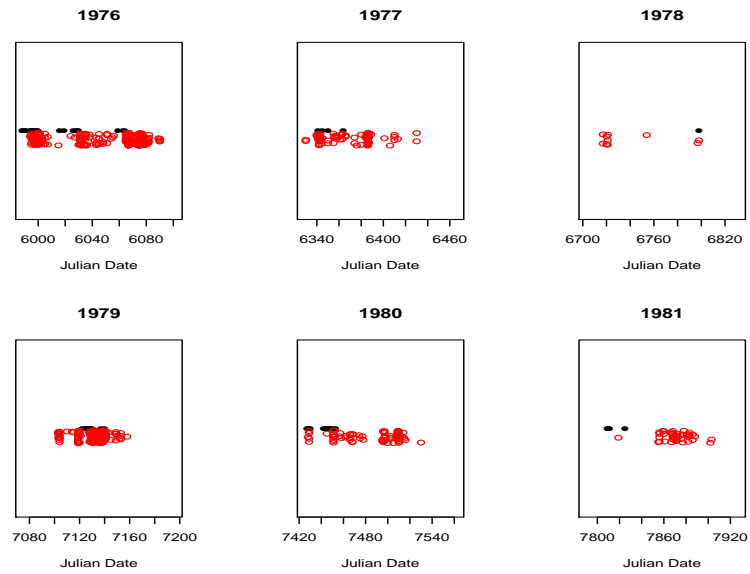 1976
1977
1978
6000 6040 6080
6340 6400 6460
6700 6760 6820
Julian Date
Julian Date
Julian Date
1979
1980
1981
7080 7120 7160 7200
7420 7480 7540
7800 7860 7920
Julian Date
Julian Date
Julian Date